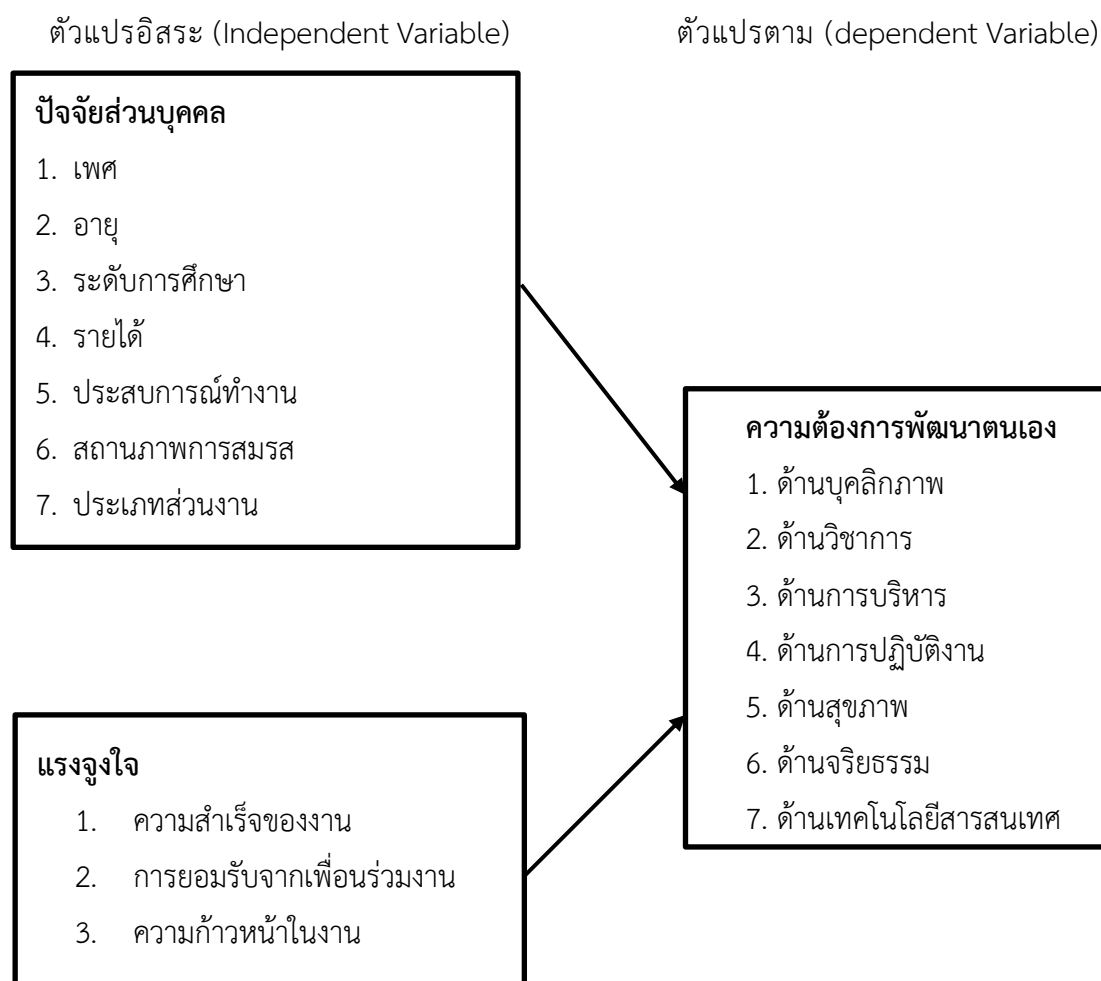 ตัวแปรอิสระ (Independent Variable)
ตัวแปรตาม (dependent Variable)
ปัจจัยส่วนบุคคล
1. เพศ
2. อายุ
3. ระดับการศึกษา
4. รายได้
5. ประสบการณ์ทำงาน
6. สถานภาพการสมรส
7. ประเภทส่วนงาน
ความต้องการพัฒนาตนเอง
1. ด้านบุคลิกภาพ
2. ด้านวิชาการ
3. ด้านการบริหาร
4. ด้านการปฏิบัติงาน
5. ด้านสุขภาพ
6. ด้านจริยธรรม
7. ด้านเทคโนโลยีสารสนเทศ
แรงจูงใจ
1. ความสำเร็จของงาน
2. การยอมรับจากเพื่อนร่วมงาน
3. ความก้าวหน้าในงาน